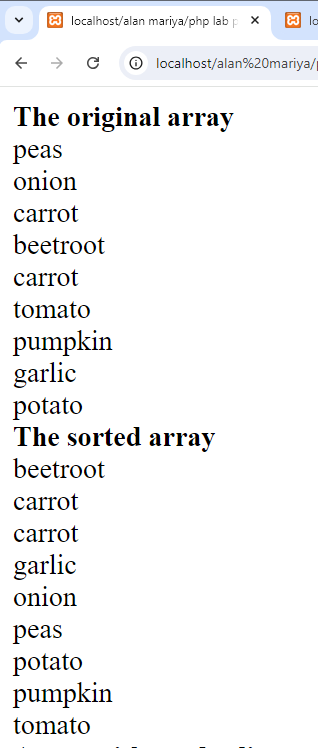 localhost/alan mariya/php lab p
lo
localhost/alan%20mariya/p
The original array
peas
onion
carrot
beetroot
carrot
tomato
pumpkin
garlic
potato
The sorted array
beetroot
carrot
carrot
garlic
onion
peas
potato
pumpkin
tomato